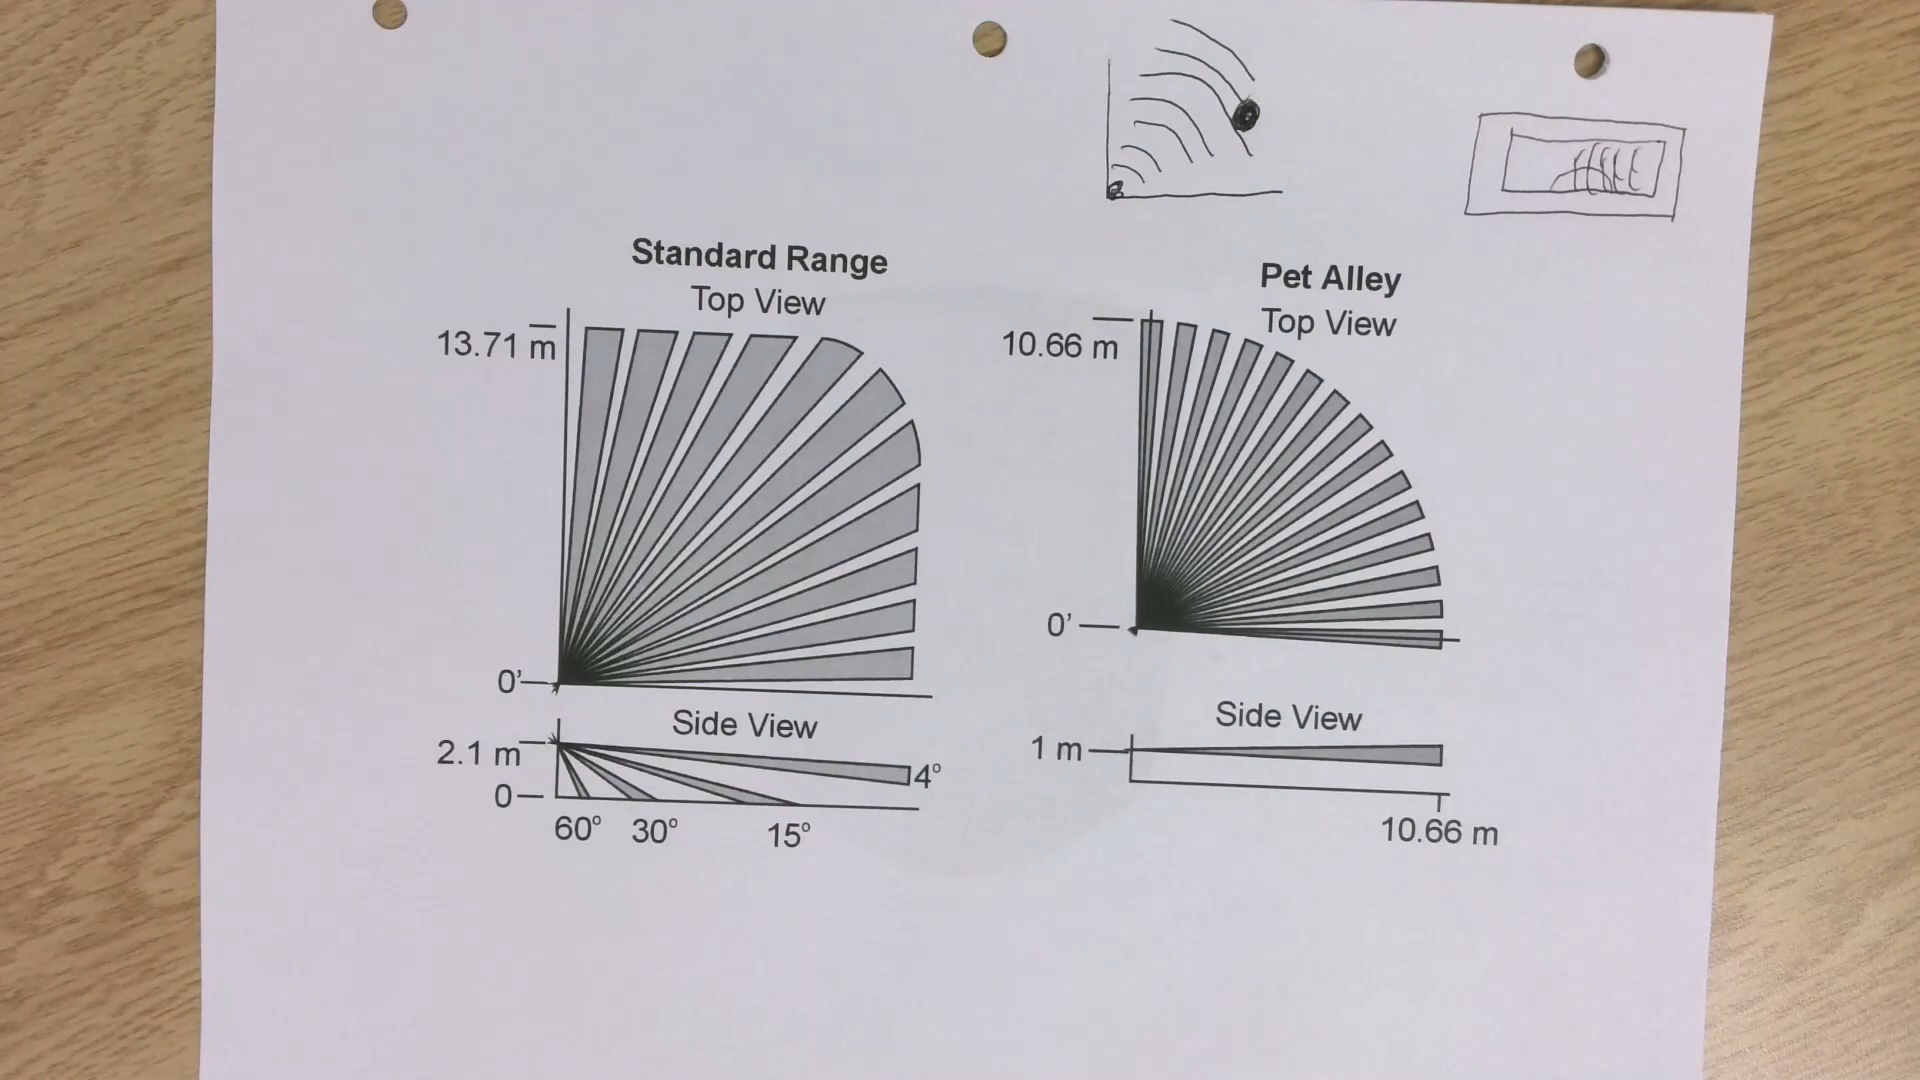 Standard Range
Top View
13.71 m
0'
Side View
2.1 m
0
4°
60° 30° 15°
Pet Alley
Top View
10.66 m
0'
Side View
1 m
10.66 m